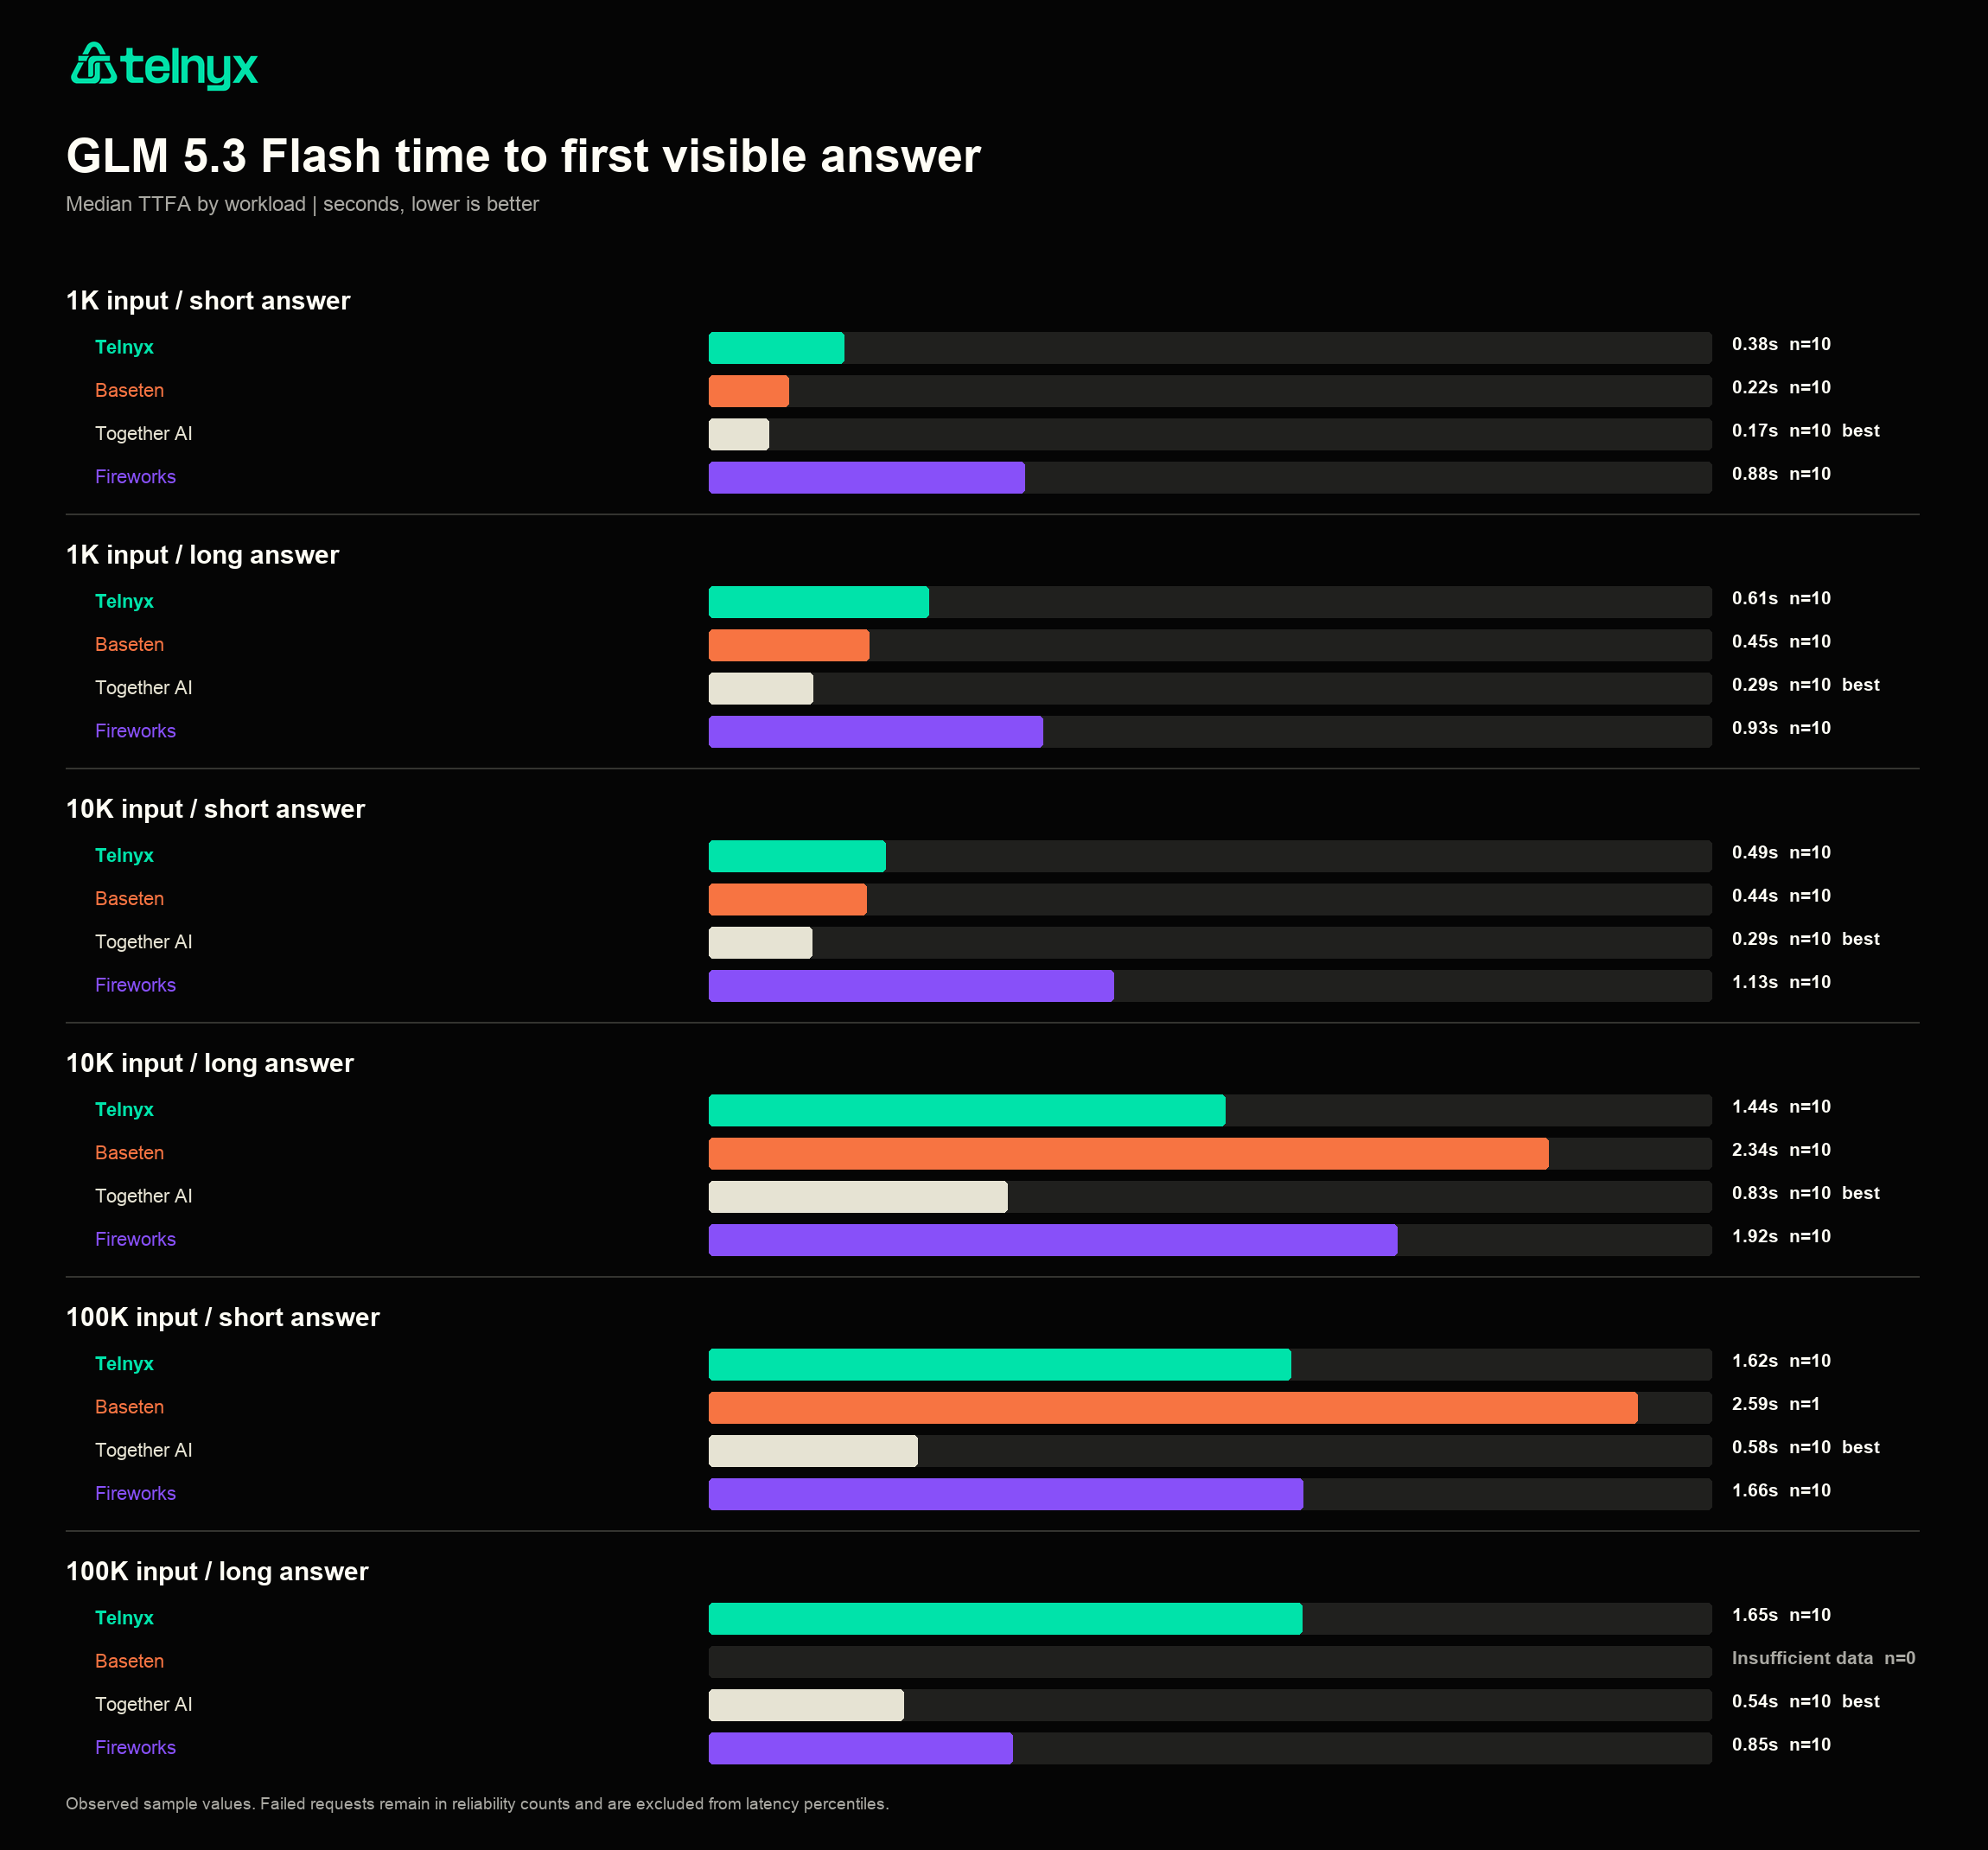 telnyx
GLM 5.3 Flash time to first visible answer
Median TTFA by workload | seconds, lower is better
1K input / short answer
Telnyx 0.38s n=10
Baseten 0.22s n=10
Together AI 0.17s n=10 best
Fireworks 0.88s n=10
1K input / long answer
Telnyx 0.61s n=10
Baseten 0.45s n=10
Together AI 0.29s n=10 best
Fireworks 0.93s n=10
10K input / short answer
Telnyx 0.49s n=10
Baseten 0.44s n=10
Together AI 0.29s n=10 best
Fireworks 1.13s n=10
10K input / long answer
Telnyx 1.44s n=10
Baseten 2.34s n=10
Together AI 0.83s n=10 best
Fireworks 1.92s n=10
100K input / short answer
Telnyx 1.62s n=10
Baseten 2.59s n=1
Together AI 0.58s n=10 best
Fireworks 1.66s n=10
100K input / long answer
Telnyx 1.65s n=10
Baseten Insufficient data n=0
Together AI 0.54s n=10 best
Fireworks 0.85s n=10
Observed sample values. Failed requests remain in reliability counts and are excluded from latency percentiles.